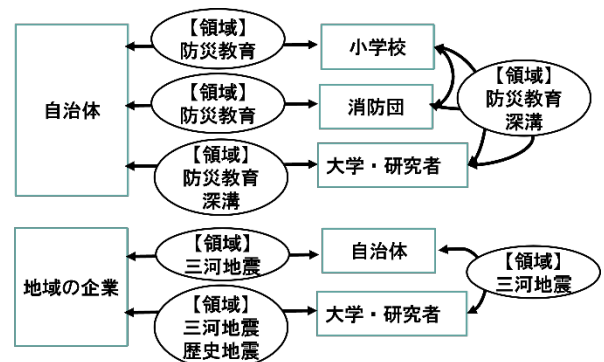 自治体
【領域】
防災教育
小学校
【領域】
防災教育
消防団
【領域】
防災教育
深溝
大学・研究者
【領域】
防災教育
深溝
地域の企業
【領域】
三河地震
自治体
【領域】
三河地震
歴史地震
大学・研究者
【領域】
三河地震